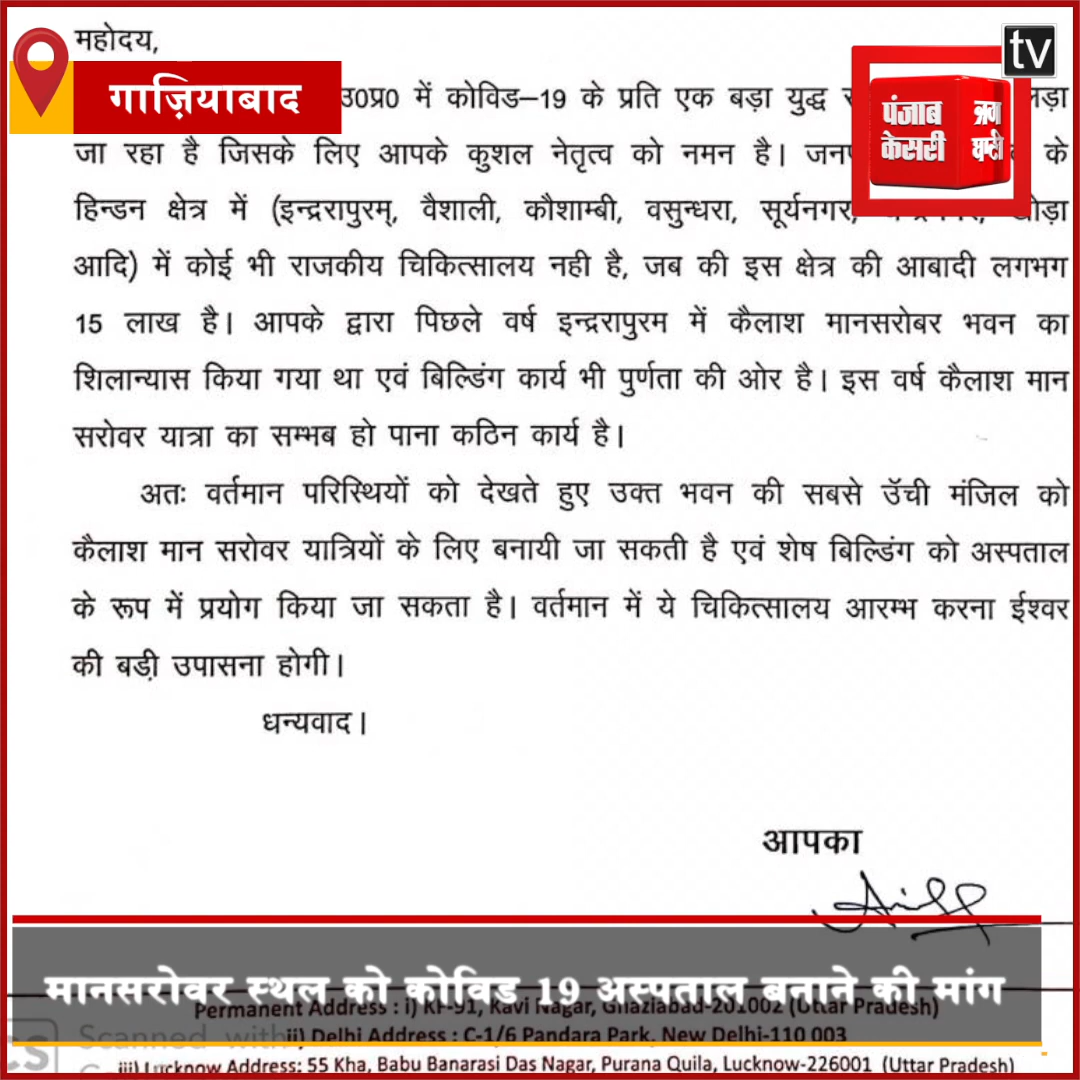 महोदय,
गाज़ियाबाद
tv
पंजाब केसरी
उ0प्र0 में कोविड–19 के प्रति एक बड़ा युद्ध लड़ा
जा रहा है जिसके लिए आपके कुशल नेतृत्व को नमन है। के
हिन्डन क्षेत्र में (इन्द्ररापुरम्, वैशाली, कौशाम्बी, वसुन्धरा, सूर्यनगर,
आदि) में कोई भी राजकीय चिकित्सालय नही है, जब की इस क्षेत्र की आबादी लगभग
15 लाख है। आपके द्वारा पिछले वर्ष इन्द्ररापुरम में कैलाश मानसरोबर भवन का
शिलान्यास किया गया था एवं बिल्डिंग कार्य भी पुर्णता की ओर है। इस वर्ष कैलाश मान
सरोवर यात्रा का सम्भब हो पाना कठिन कार्य है।
अतः वर्तमान परिस्थियों को देखते हुए उक्त भवन की सबसे उॅची मंजिल को
कैलाश मान सरोवर यात्रियों के लिए बनायी जा सकती है एवं शेष बिल्डिंग को अस्पताल
के रूप में प्रयोग किया जा सकता है। वर्तमान में ये चिकित्सालय आरम्भ करना ईश्वर
की बड़ी उपासना होगी।
धन्यवाद।
आपका
मानसरोवर स्थल को कोविड 19 अस्पताल बनाने की मांग
Permanent Address : i) KF-91, Kavi Nagar, Ghaziabad-201002 (Uttar Pradesh)
Scanned with
ii) Delhi Address : C-1/6 Pandara Park, New Delhi-110 003
iii) Lucknow Address: 55 Kha, Babu Banarasi Das Nagar, Purana Quila, Lucknow-226001 (Uttar Pradesh)